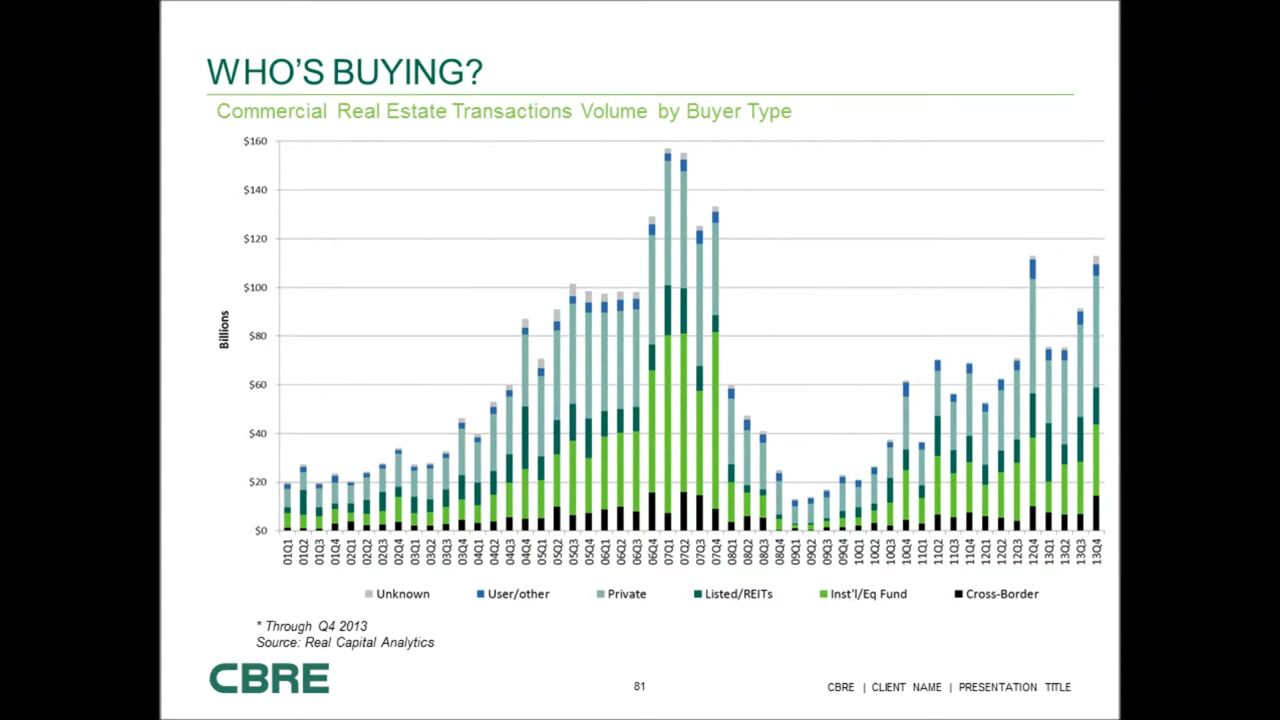 WHO'S BUYING?
Commercial Real Estate Transactions Volume by Buyer Type
$160
$140
$120
$100
$80
$60
$40
$20
$0
Billions
01Q1 01Q2 01Q3 01Q4 02Q1 02Q2 02Q3 02Q4 03Q1 03Q2 03Q3 03Q4 04Q1 04Q2 04Q3 04Q4 05Q1 05Q2 05Q3 05Q4 06Q1 06Q2 06Q3 06Q4 07Q1 07Q2 07Q3 07Q4 08Q1 08Q2 08Q3 08Q4 09Q1 09Q2 09Q3 09Q4 10Q1 10Q2 10Q3 10Q4 11Q1 11Q2 11Q3 11Q4 12Q1 12Q2 12Q3 12Q4 13Q1 13Q2 13Q3 13Q4
Unknown User/other Private Listed/REITs Inst'l/Eq Fund Cross-Border
* Through Q4 2013
Source: Real Capital Analytics
CBRE
81
CBRE | CLIENT NAME | PRESENTATION TITLE